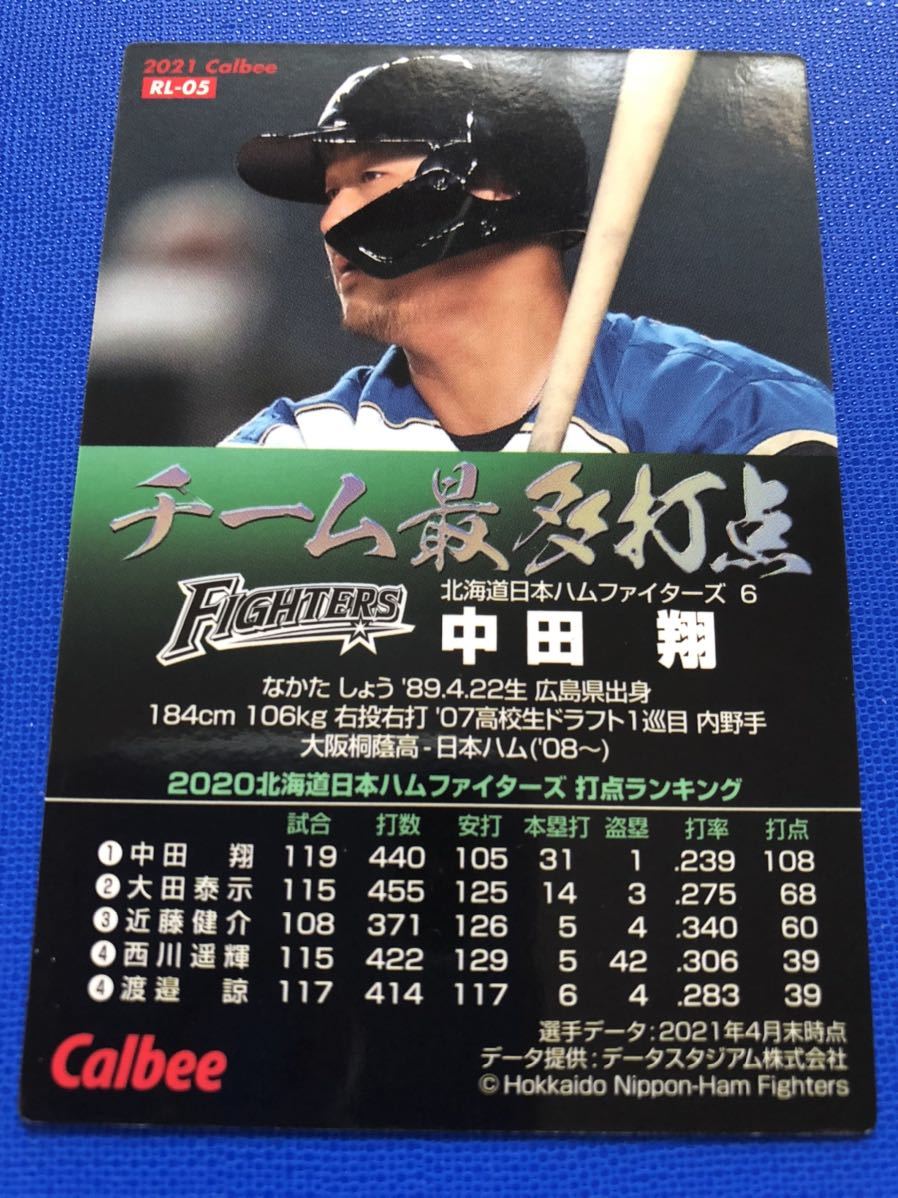 2021 Calbee
RL-05
チーム最多打点
FIGHTERS
北海道日本ハムファイターズ 6
中田 翔
なかた しょう '89.4.22生 広島県出身
184cm 106kg 右投右打 '07高校生ドラフト1巡目 内野手
大阪桐蔭高-日本ハム('08〜)
2020北海道日本ハムファイターズ 打点ランキング
試合 打数 安打 本塁打 盗塁 打率 打点
❶中田 翔 119 440 105 31 1 .239 108
❷大田泰示 115 455 125 14 3 .275 68
❸近藤健介 108 371 126 5 4 .340 60
❹西川遥輝 115 422 129 5 42 .306 39
❹渡邉 諒 117 414 117 6 4 .283 39
選手データ:2021年4月末時点
Calbee
データ提供:データスタジアム株式会社
©Hokkaido Nippon-Ham Fighters